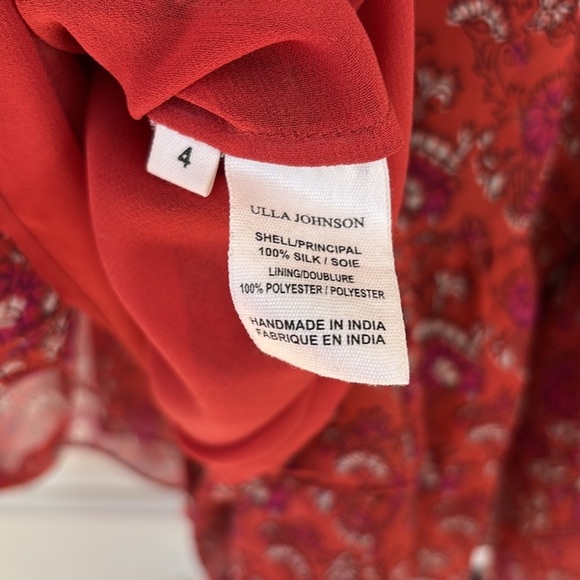 4
ULLA JOHNSON
SHELL/PRINCIPAL
100% SILK / SOIE
LINING/DOUBLURE
100% POLYESTER / POLYESTER
HANDMADE IN INDIA
FABRIQUE EN INDIA